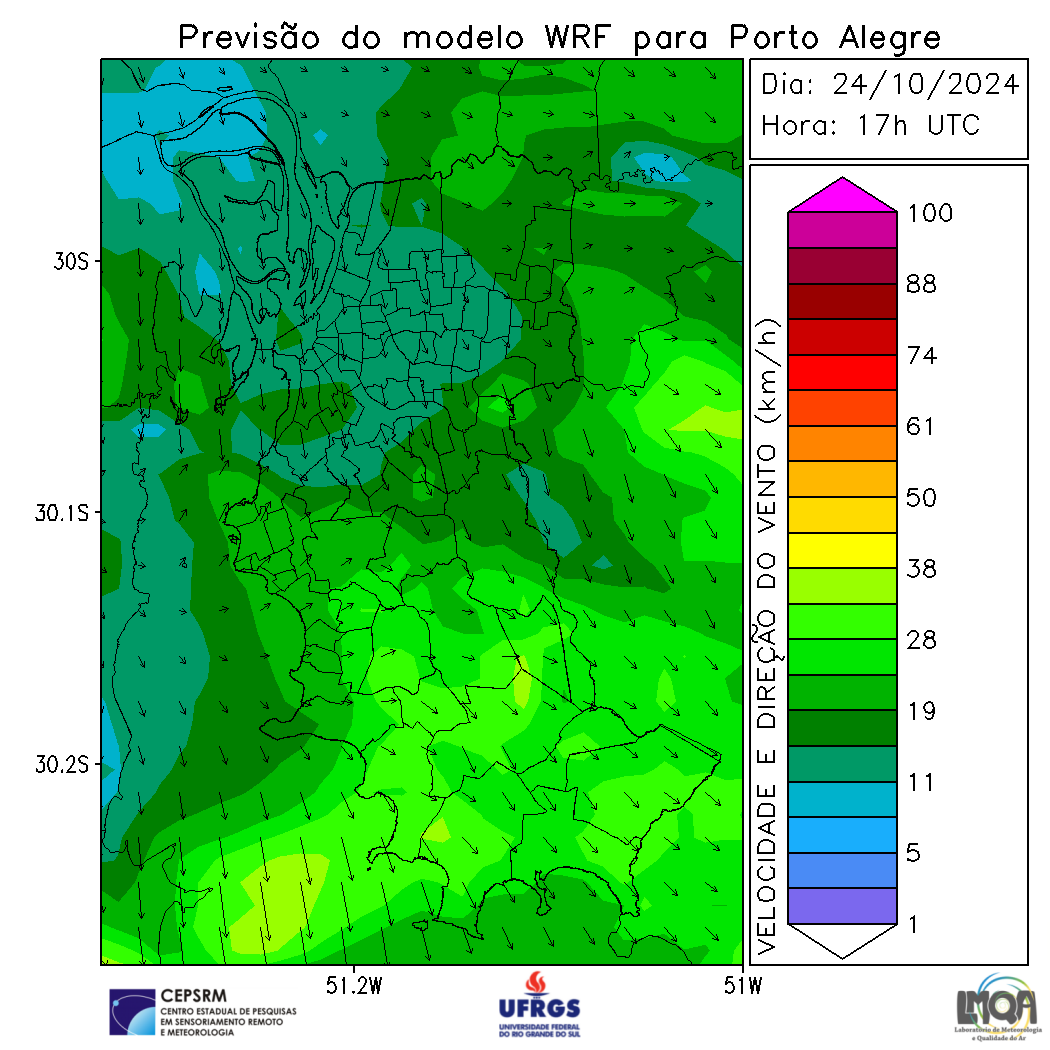 Previsão do modelo WRF para Porto Alegre
Dia: 24/10/2024
Hora: 17h UTC
30S
30.1S
30.2S
51.2W
51W
VELOCIDADE E DIREÇÃO DO VENTO (km/h)
100
88
74
61
50
38
28
19
11
5
1
CEPSRM
CENTRO ESTADUAL DE PESQUISAS
EM SENSORIAMENTO REMOTO
E METEOROLOGIA
UFRGS
UNIVERSIDADE FEDERAL
DO RIO GRANDE DO SUL
LMQA
Laboratório de Meteorologia
e Qualidade do Ar